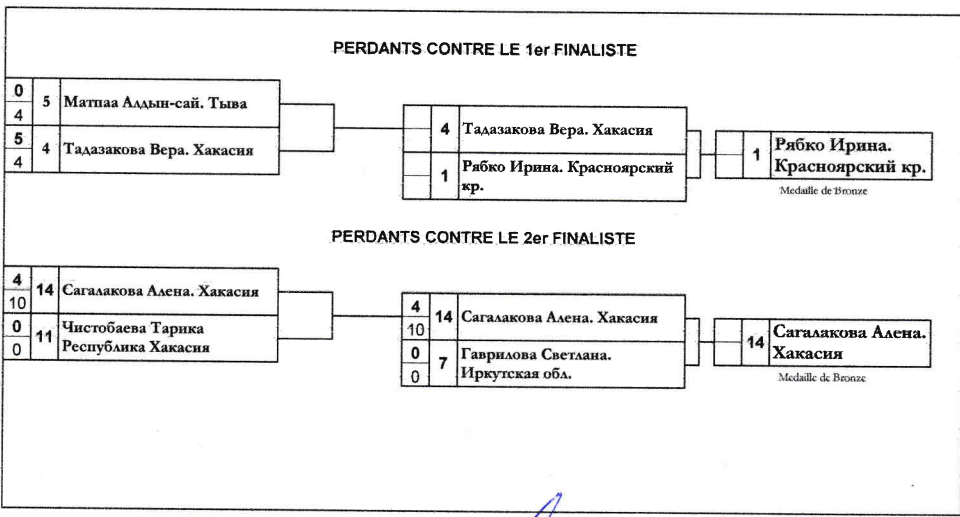 PERDANTS CONTRE LE 1er FINALISTE
0
4
5
Матпаа Алдын-сай. Тыва
5
4
4
Тадазакова Вера. Хакасия
4
Тадазакова Вера. Хакасия
1
Рябко Ирина. Красноярский
кр.
1
Рябко Ирина.
Красноярский кр.
Medaille de Bronze
PERDANTS CONTRE LE 2er FINALISTE
4
10
14
Сагалакова Алена. Хакасия
0
0
11
Чистобаева Тарика
Республика Хакасия
4
10
14
Сагалакова Алена. Хакасия
0
0
7
Гаврилова Светлана.
Иркутская обл.
14
Сагалакова Алена.
Хакасия
Medaille de Bronze